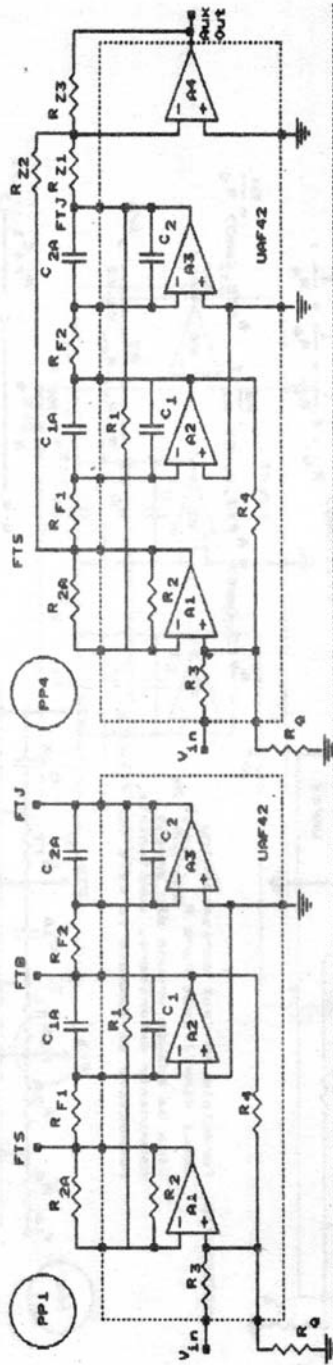 PP1
FTS FTB FTJ
R2A RF1 C1A RF2 C2A
R1
R2 C1 C2
- - -
A1 A2 A3
+ + +
Vin R3
R4
UAF42
RQ
PP4
FTS RZ2
R2A RF1 C1A RF2 C2A FTJ RZ1 RZ3
R1
R2 C1 C2
- - - -
A1 A2 A3 A4
+ + + +
Aux
Out
Vin R3
R4
UAF42
RQ